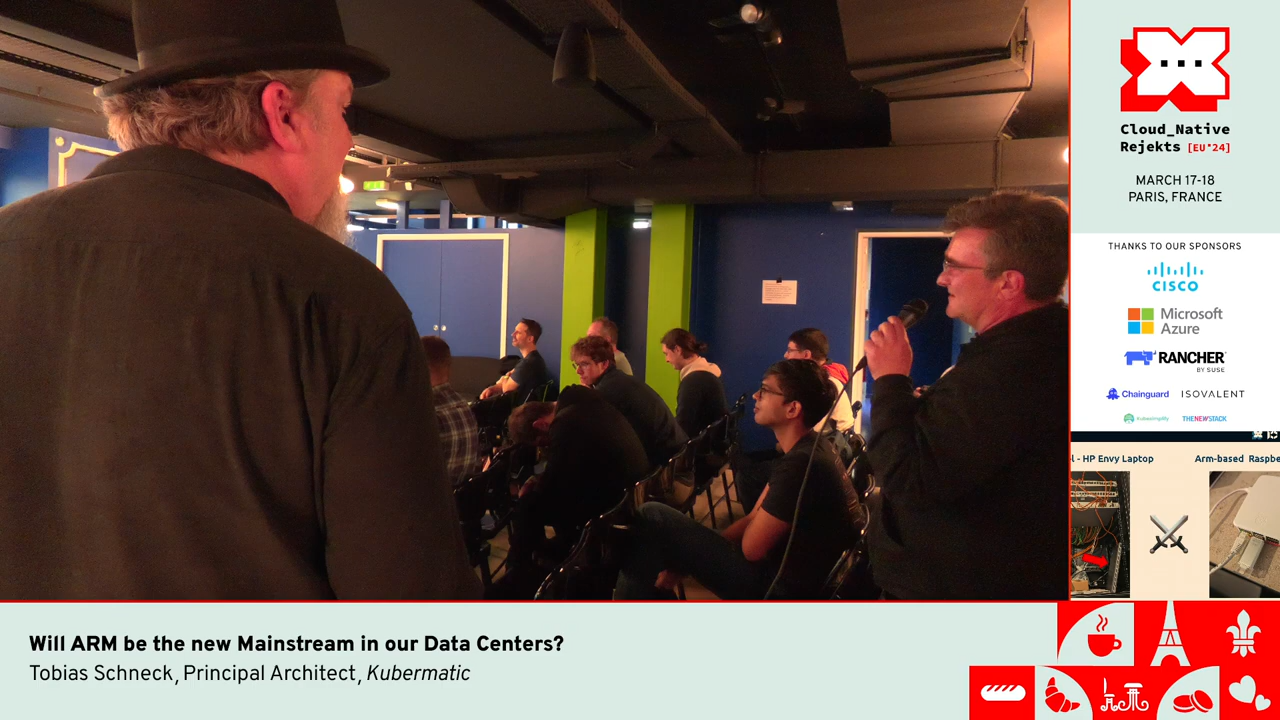 Cloud_Native
Rejekts [EU'24]
MARCH 17-18
PARIS, FRANCE
THANKS TO OUR SPONSORS
CISCO
Microsoft
Azure
RANCHER
BY SUSE
Chainguard ISOVALENT
Kubesimplify THENEWSTACK
l - HP Envy Laptop
Arm-based Raspbe
Will ARM be the new Mainstream in our Data Centers?
Tobias Schneck, Principal Architect, Kubermatic